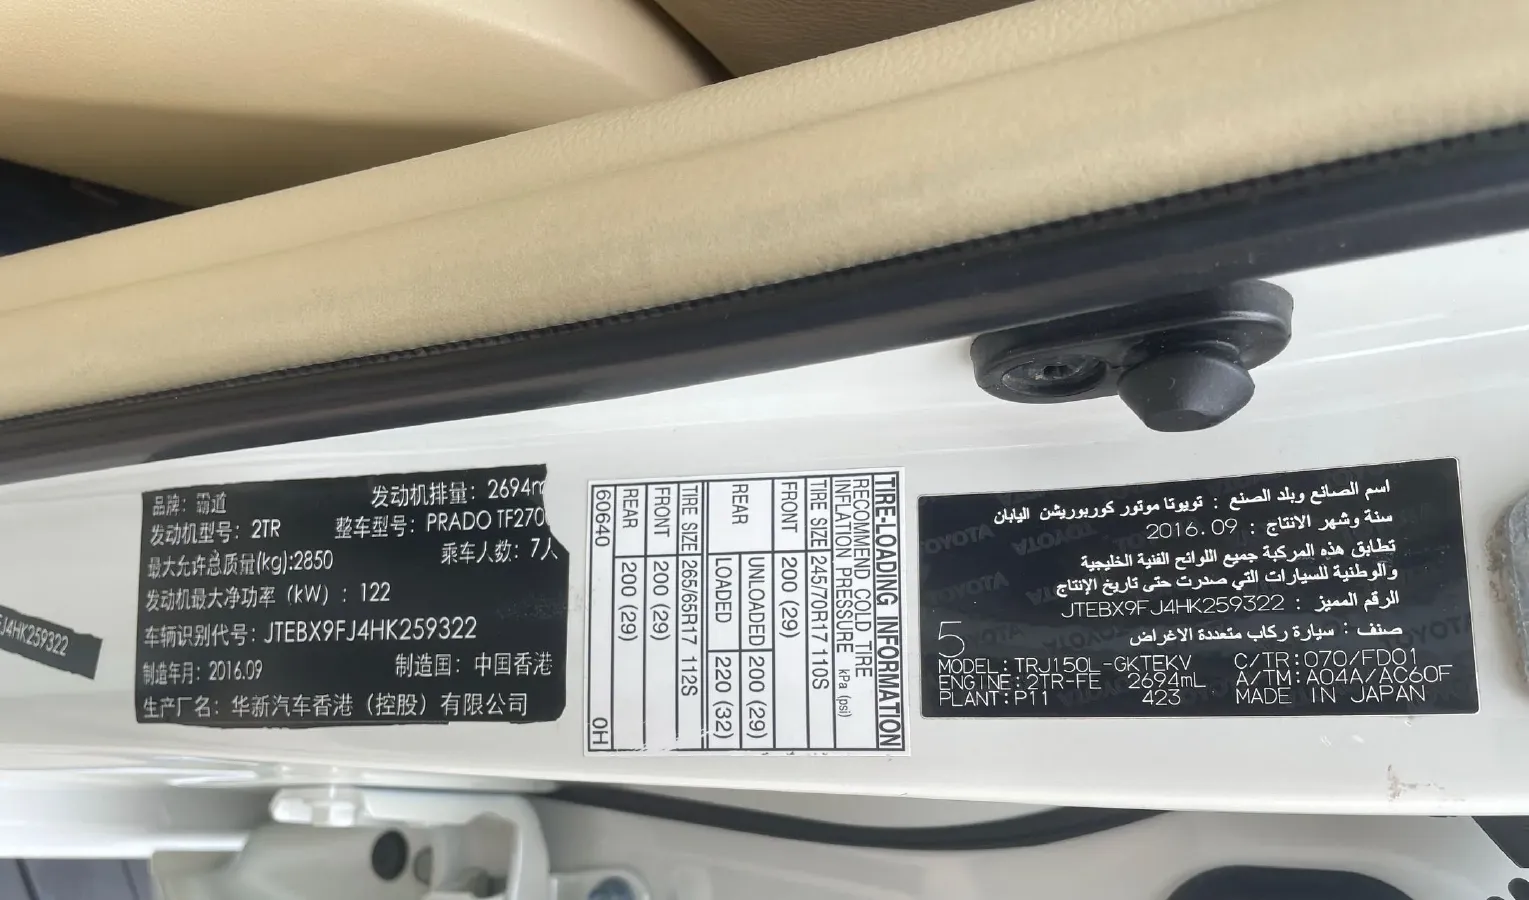 品牌：霸道
发动机排量：2694m
发动机型号：2TR
整车型号：PRADO TF270
最大允许总质量(kg):2850
乘车人数：7人
发动机最大净功率（kW）：122
车辆识别代号：JTEBX9FJ4HK259322
制造年月：2016.09
制造国：中国香港
生产厂名：华新汽车香港（控股）有限公司
J4HK259322
TIRE-LOADING INFORMATION
RECOMMEND COLD TIRE
INFLATION PRESSURE kPa (psi)
TIRE SIZE 245/70R17 110S
FRONT 200 (29)
REAR UNLOADED 200 (29)
LOADED 220 (32)
TIRE SIZE 265/65R17 112S
FRONT 200 (29)
REAR 200 (29)
60640 0H
اسم الصانع وبلد الصنع : تويوتا موتور كوربوريشن اليابان
سنة وشهر الانتاج : 2016.09
تطابق هذه المركبة جميع اللوائح الفنية الخليجية
والوطنية للسيارات التي صدرت حتى تاريخ الإنتاج
الرقم المميز : JTEBX9FJ4HK259322
صنف : سيارة ركاب متعددة الاغراض
5
MODEL:TRJ150L-GKTEKV C/TR:070/FD01
ENGINE:2TR-FE 2694mL A/TM:A04A/AC60F
PLANT:P11 423 MADE IN JAPAN